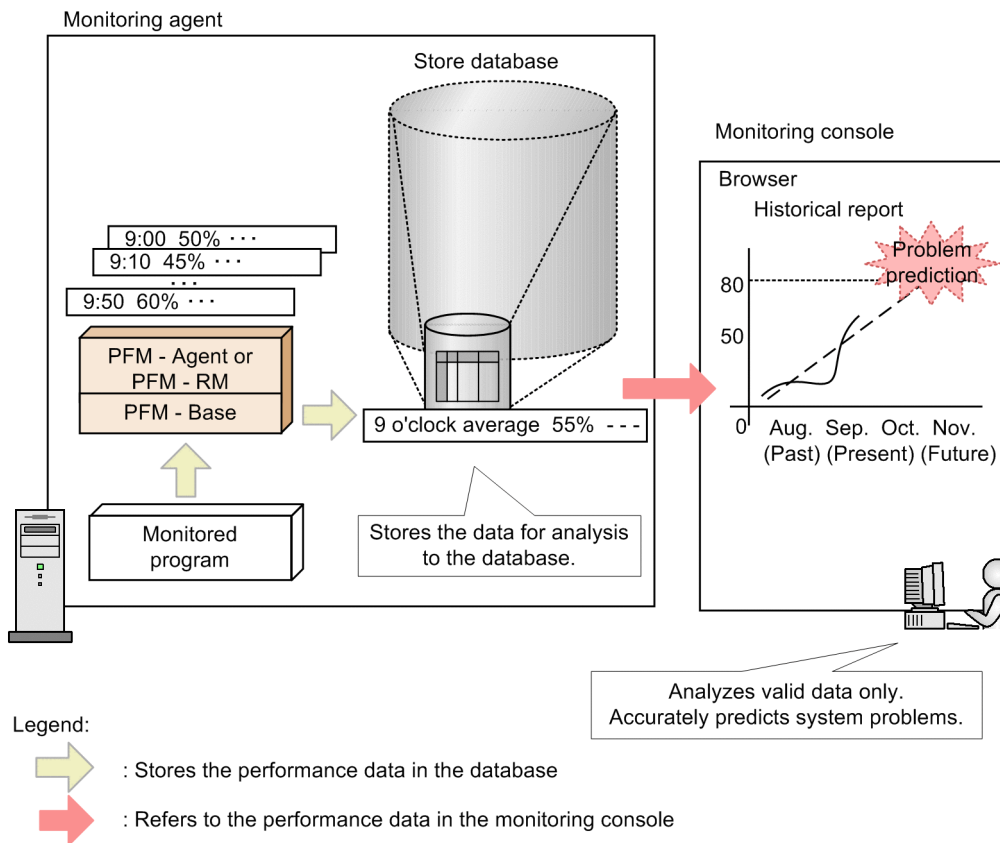 Monitoring agent
Store database
9:00 50% ···
9:10 45% ···
···
9:50 60% ···
PFM - Agent or
PFM - RM
PFM - Base
9 o'clock average 55% ---
Monitored
program
Stores the data for analysis
to the database.
Monitoring console
Browser
Historical report
Problem
prediction
80
50
0
Aug. Sep. Oct. Nov.
(Past) (Present) (Future)
Analyzes valid data only.
Accurately predicts system problems.
Legend:
: Stores the performance data in the database
: Refers to the performance data in the monitoring console